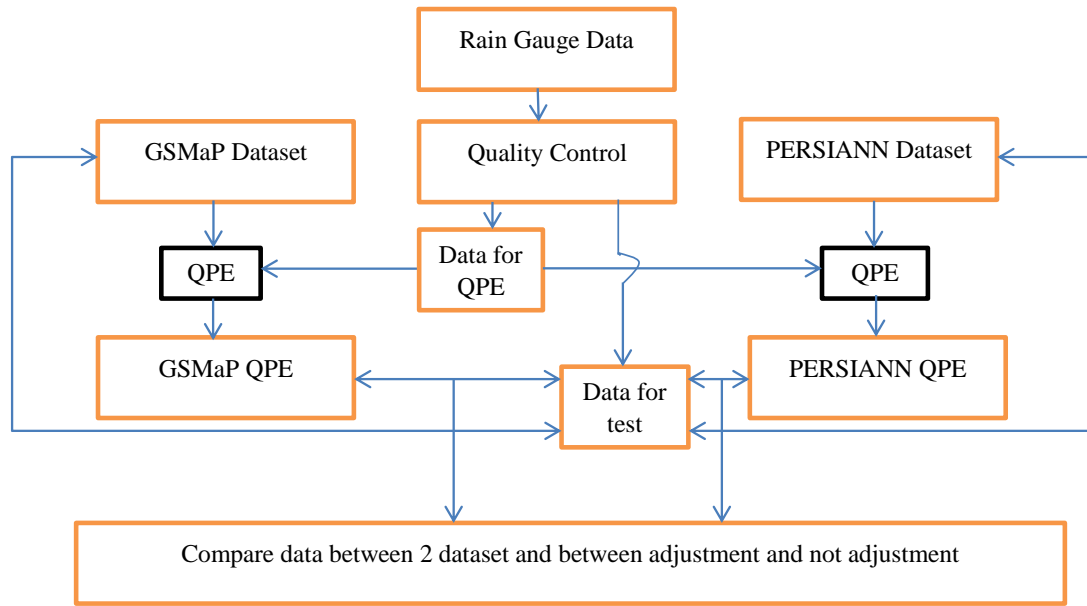 Rain Gauge Data
GSMaP Dataset
Quality Control
PERSIANN Dataset
QPE
Data for
QPE
QPE
GSMaP QPE
Data for
test
PERSIANN QPE
Compare data between 2 dataset and between adjustment and not adjustment